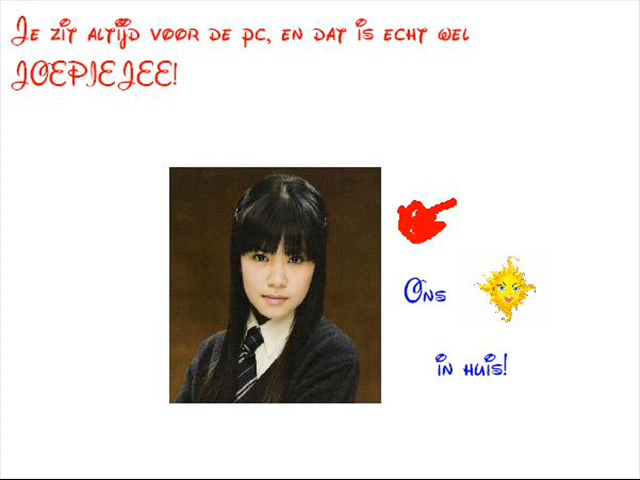 Je zit altijd voor de pc, en dat is echt wel
JOEPIEJEE!
Ons
in huis!